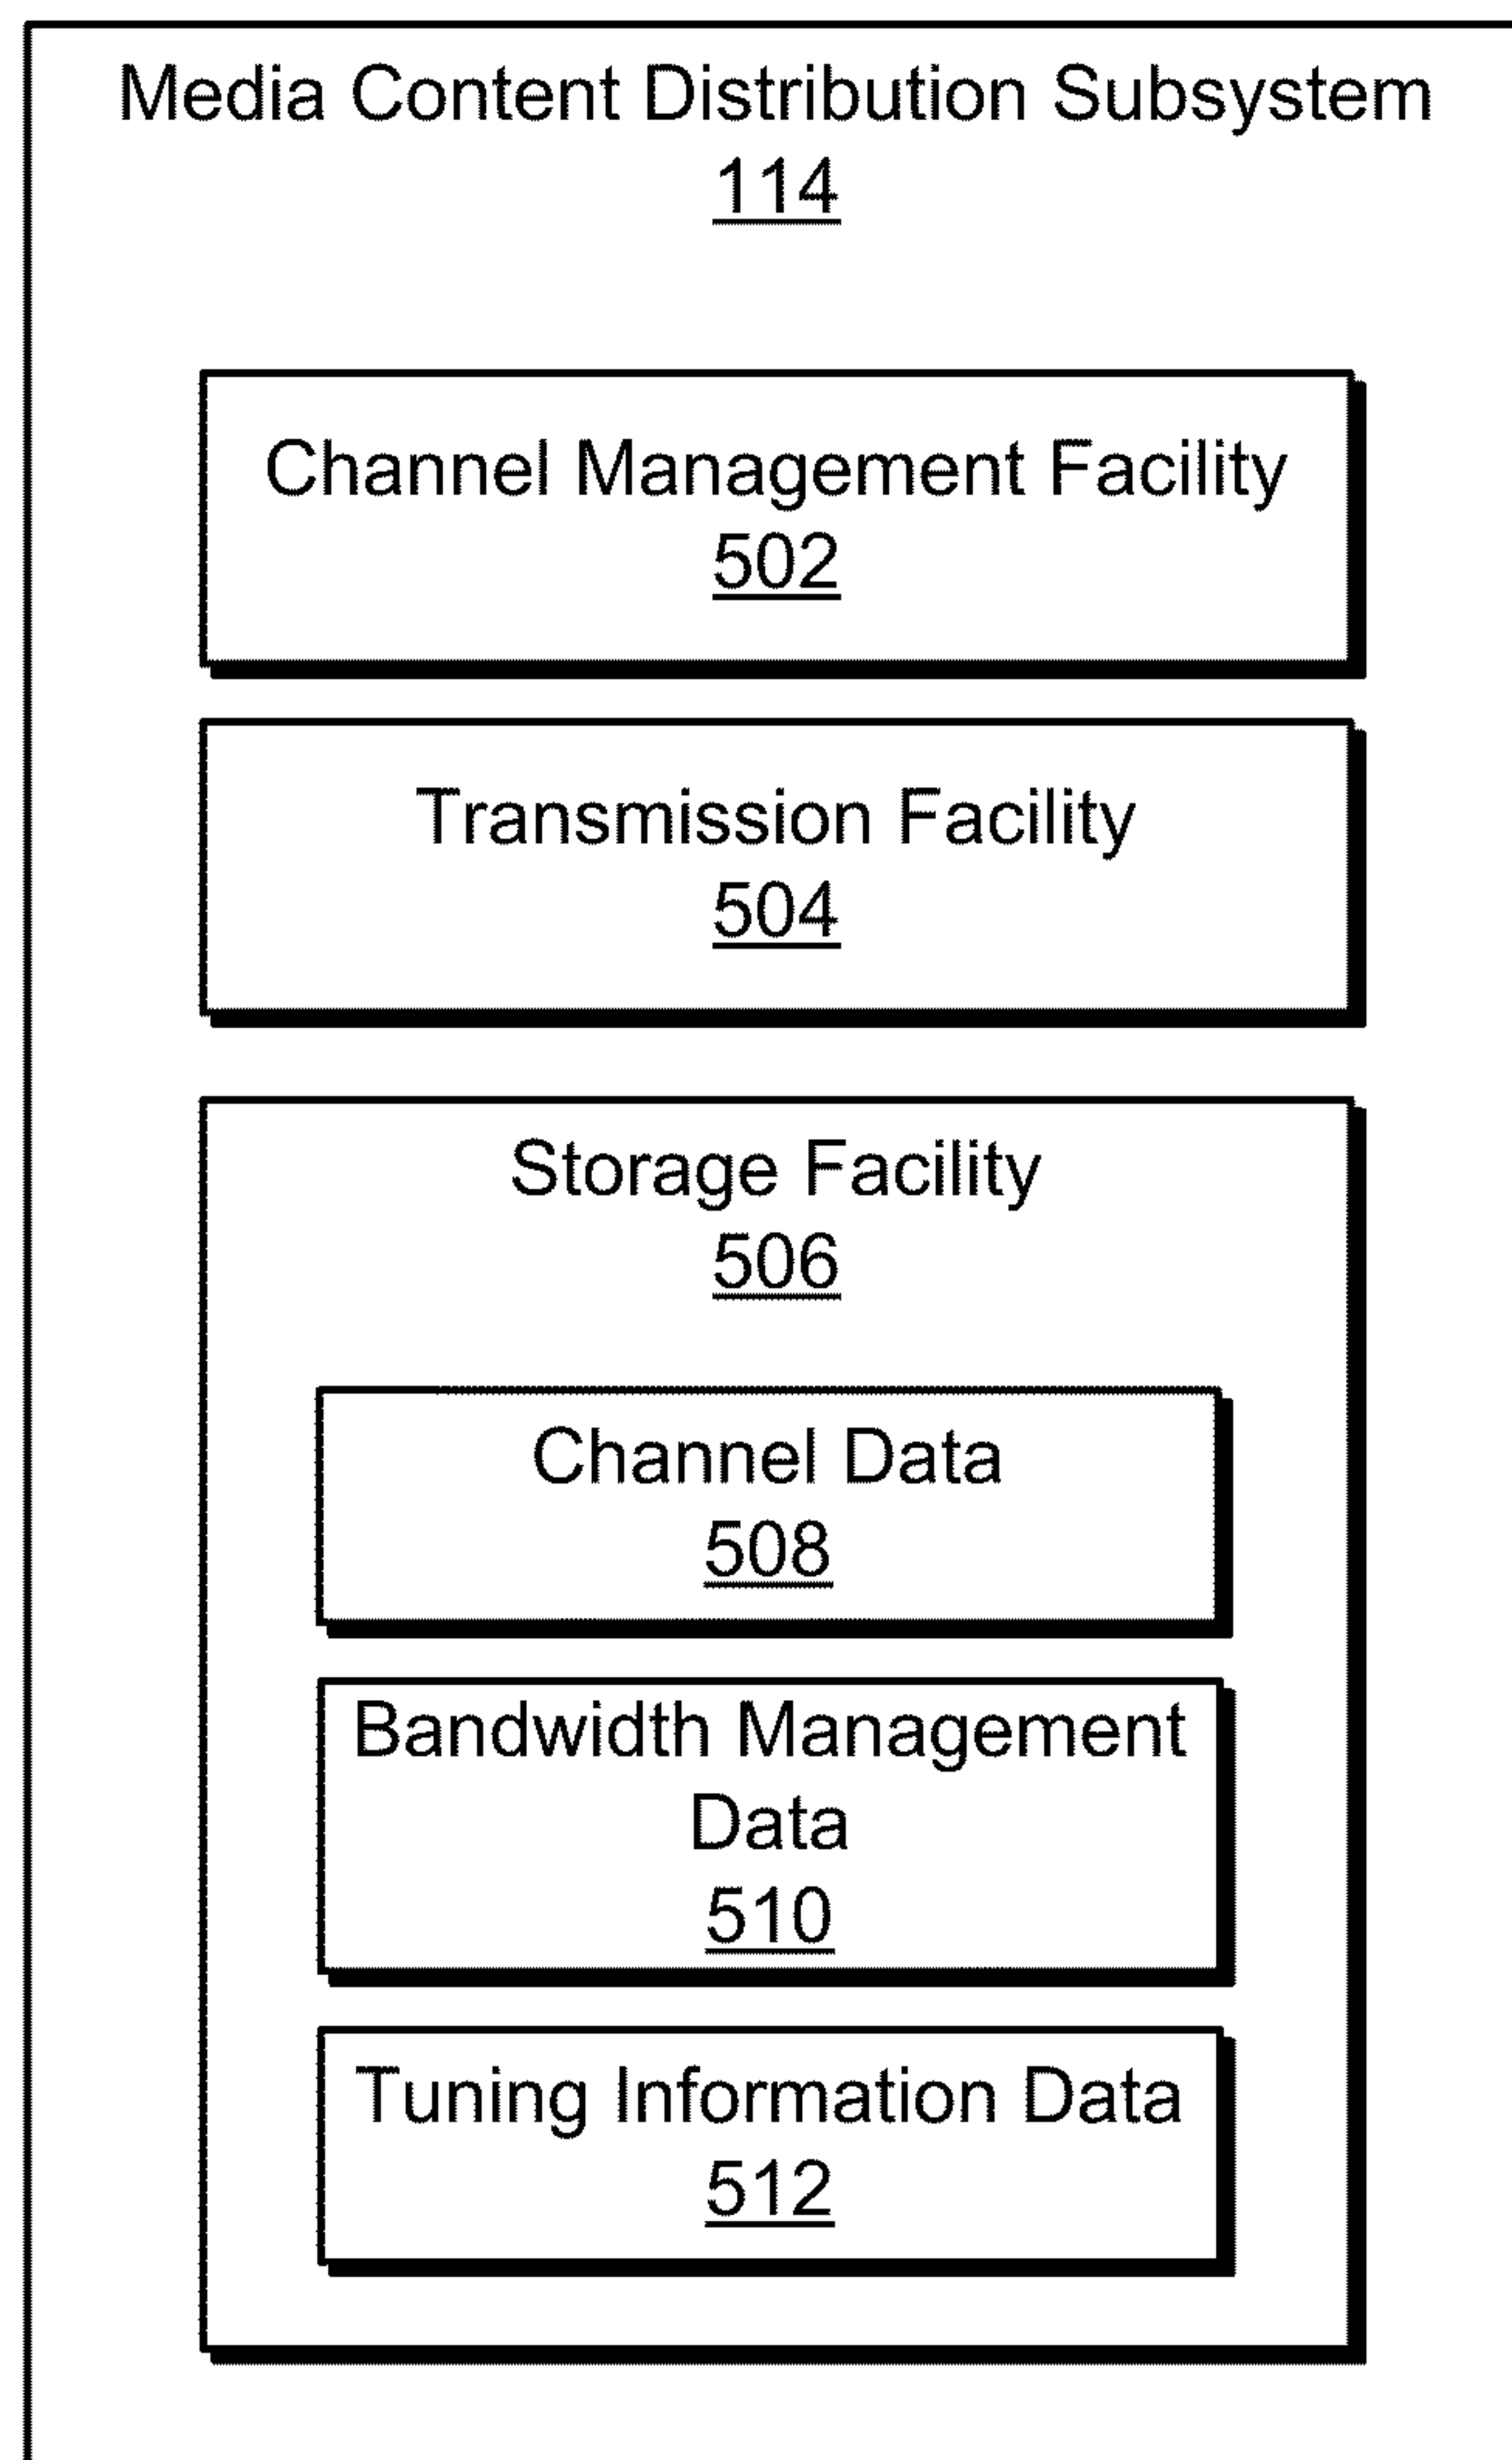 Media Content Distribution Subsystem
114
Channel Management Facility
502
Transmission Facility
504
Storage Facility
506
Channel Data
508
Bandwidth Management
Data
510
Tuning Information Data
512